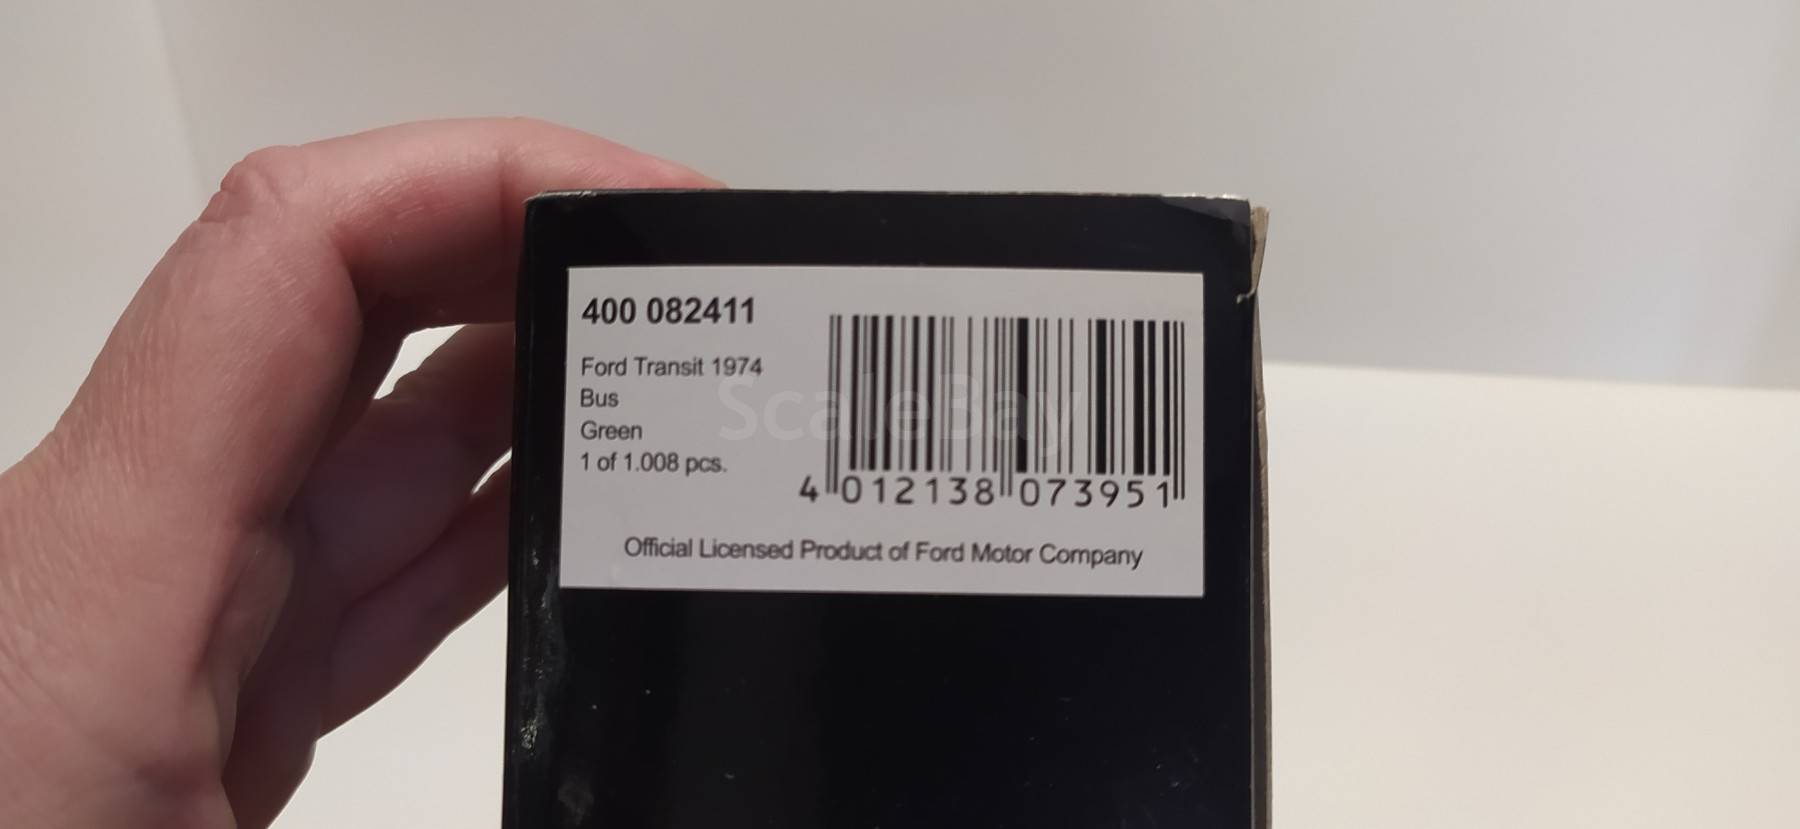 400 082411
Ford Transit 1974
Bus
Green
1 of 1.008 pcs.
ScaleBay
4 012138 073951
Official Licensed Product of Ford Motor Company